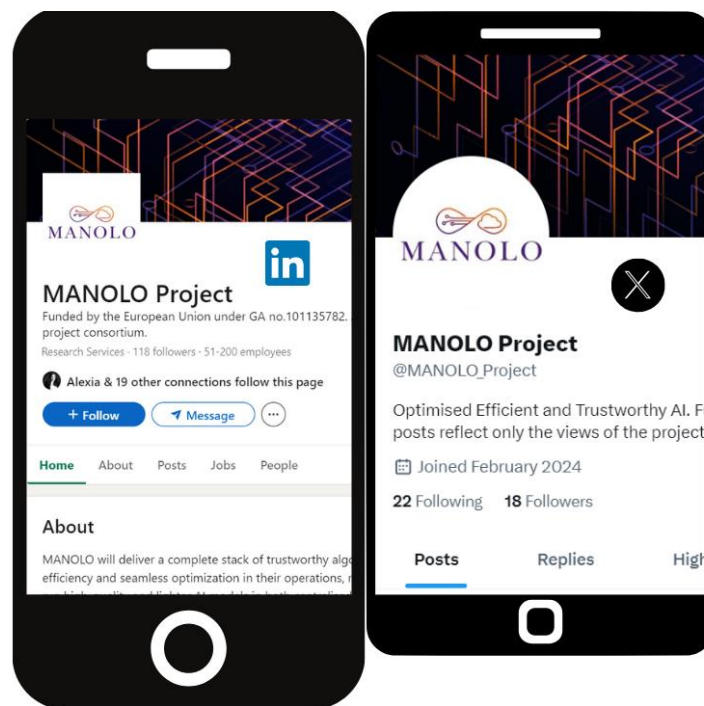 MANOLO
in
MANOLO Project
Funded by the European Union under GA no.101135782.
project consortium.
Research Services · 118 followers · 51-200 employees
Alexia & 19 other connections follow this page
+ Follow
Message
Home About Posts Jobs People
About
MANOLO will deliver a complete stack of trustworthy algo
efficiency and seamless optimization in their operations, r
MANOLO
X
MANOLO Project
@MANOLO_Project
Optimised Efficient and Trustworthy AI. F
posts reflect only the views of the project
Joined February 2024
22 Following 18 Followers
Posts Replies High